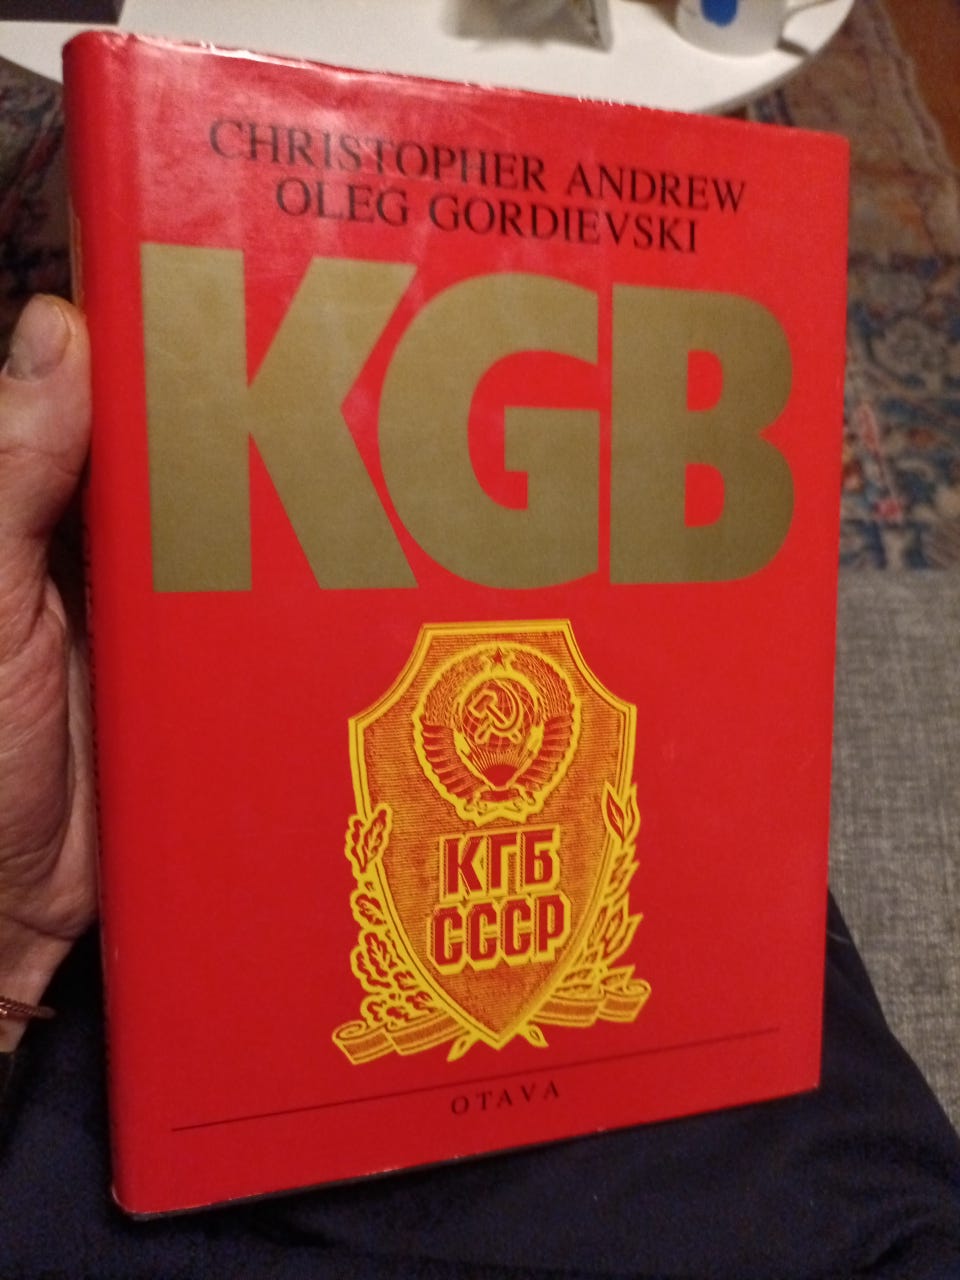 CHRISTOPHER ANDREW
OLEG GORDIEVSKI
KGB
КГБ
СССР
OTAVA